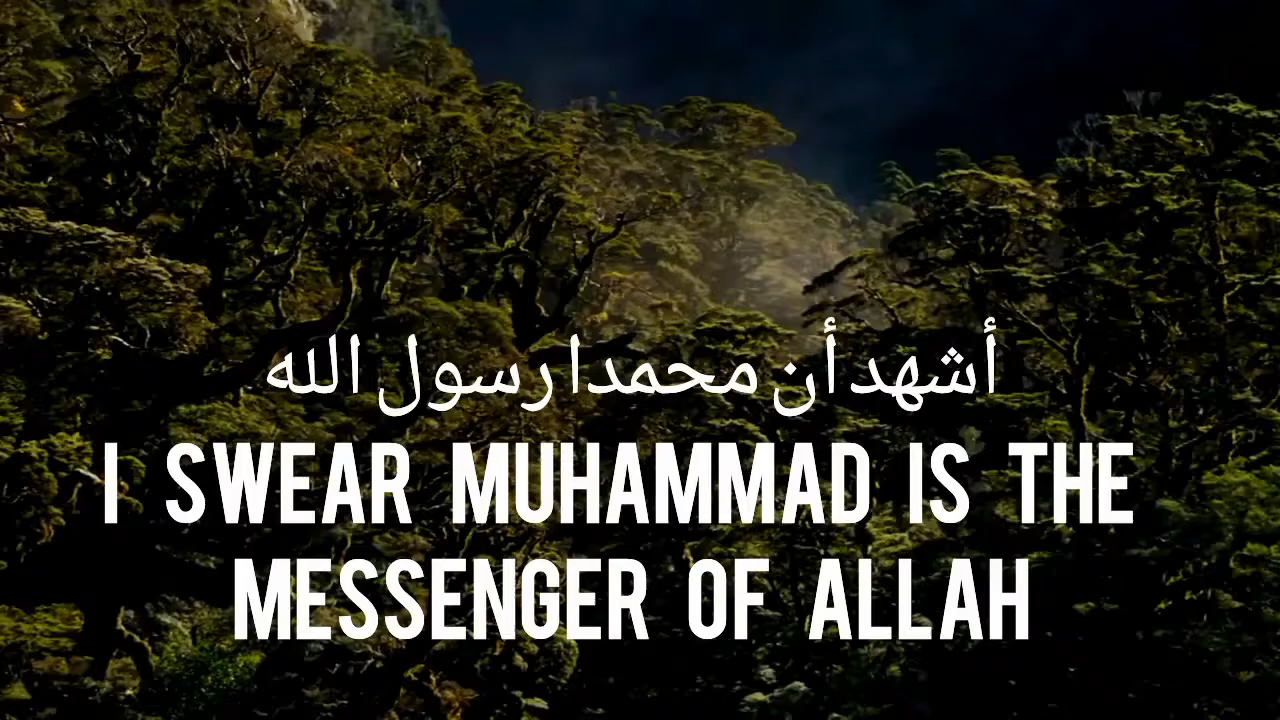 أشهد أن محمدا رسول الله
I SWEAR MUHAMMAD IS THE
MESSENGER OF ALLAH